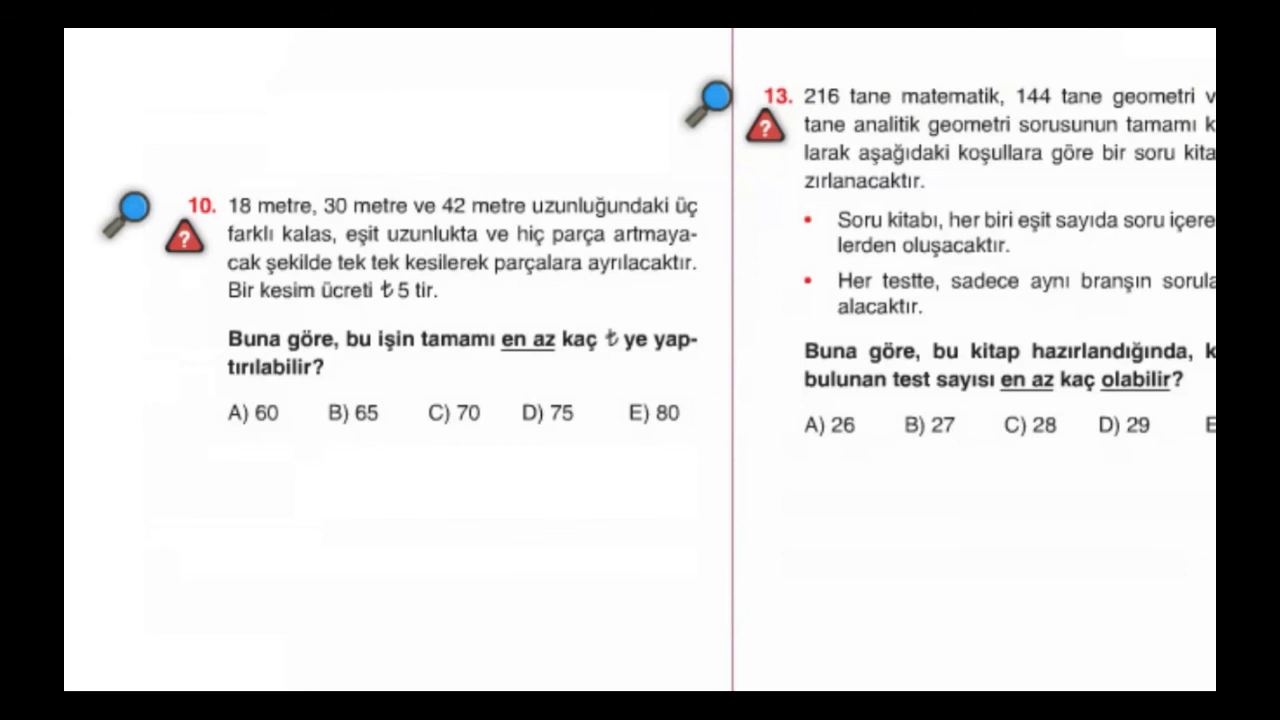 10. 18 metre, 30 metre ve 42 metre uzunluğundaki üç
farklı kalas, eşit uzunlukta ve hiç parça artmaya-
cak şekilde tek tek kesilerek parçalara ayrılacaktır.
Bir kesim ücreti ₺ 5 tir.
Buna göre, bu işin tamamı en az kaç ₺ ye yap-
tırılabilir?
A) 60 B) 65 C) 70 D) 75 E) 80
13. 216 tane matematik, 144 tane geometri v
tane analitik geometri sorusunun tamamı k
larak aşağıdaki koşullara göre bir soru kita
zırlanacaktır.
• Soru kitabı, her biri eşit sayıda soru içere
lerden oluşacaktır.
• Her testte, sadece aynı branşın sorula
alacaktır.
Buna göre, bu kitap hazırlandığında, k
bulunan test sayısı en az kaç olabilir?
A) 26 B) 27 C) 28 D) 29 E